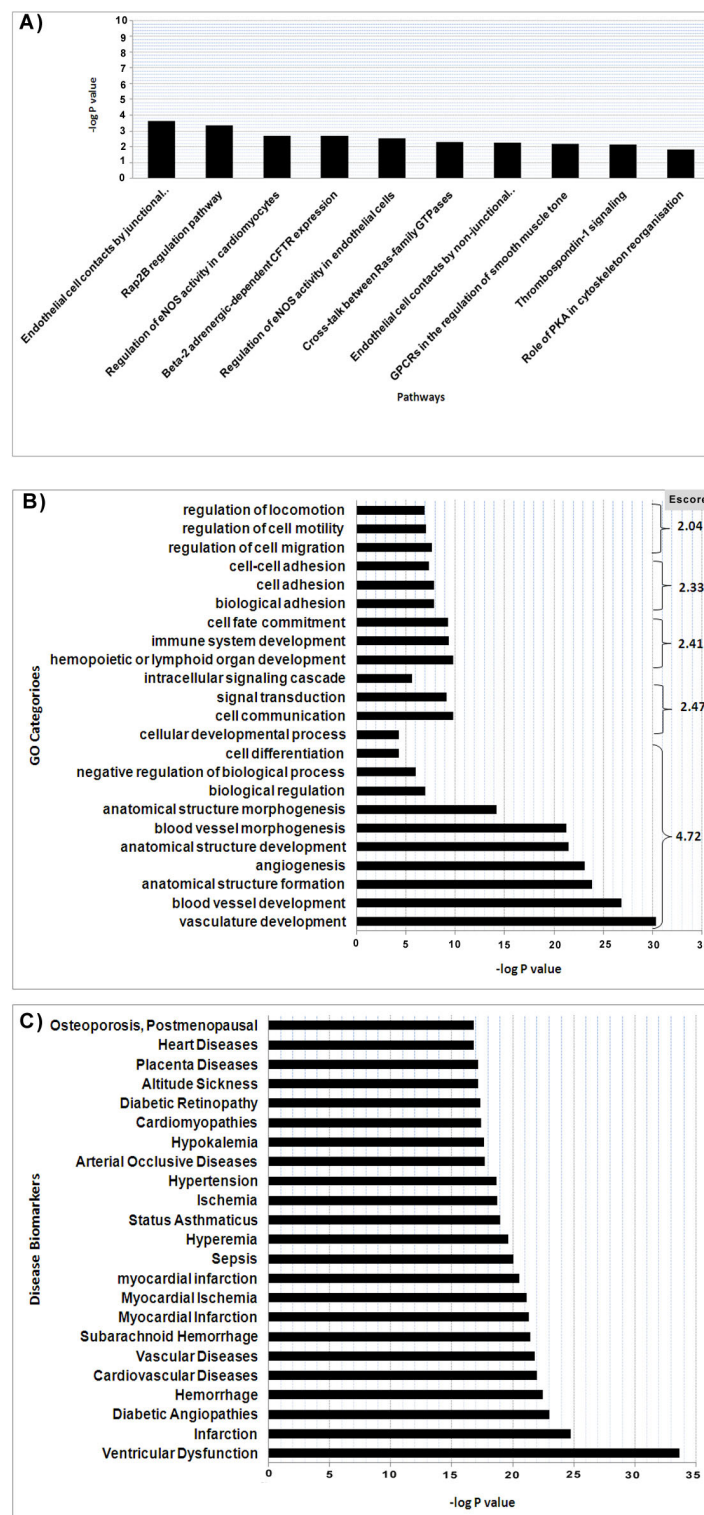 A)
-log P value
10
9
8
7
6
5
4
3
2
1
0
Endothelial cell contacts by junctional..
Rap2B regulation pathway
Regulation of eNOS activity in cardiomyocytes
Beta-2 adrenergic-dependent CFTR expression
Regulation of eNOS activity in endothelial cells
Cross-talk between Ras-family GTPases
Endothelial cell contacts by non-junctional..
GPCRs in the regulation of smooth muscle tone
Thrombospondin-1 signaling
Role of PKA in cytoskeleton reorganisation
Pathways
B)
Escore
GO Categorioes
regulation of locomotion
regulation of cell motility
regulation of cell migration
cell-cell adhesion
cell adhesion
biological adhesion
cell fate commitment
immune system development
hemopoietic or lymphoid organ development
intracellular signaling cascade
signal transduction
cell communication
cellular developmental process
cell differentiation
negative regulation of biological process
biological regulation
anatomical structure morphogenesis
blood vessel morphogenesis
anatomical structure development
angiogenesis
anatomical structure formation
blood vessel development
vasculature development
2.04
2.33
2.41
2.47
4.72
0 5 10 15 20 25 30 35
-log P value
C)
Disease Biomarkers
Osteoporosis, Postmenopausal
Heart Diseases
Placenta Diseases
Altitude Sickness
Diabetic Retinopathy
Cardiomyopathies
Hypokalemia
Arterial Occlusive Diseases
Hypertension
Ischemia
Status Asthmaticus
Hyperemia
Sepsis
myocardial infarction
Myocardial Ischemia
Myocardial Infarction
Subarachnoid Hemorrhage
Vascular Diseases
Cardiovascular Diseases
Hemorrhage
Diabetic Angiopathies
Infarction
Ventricular Dysfunction
0 5 10 15 20 25 30 35
-log P value